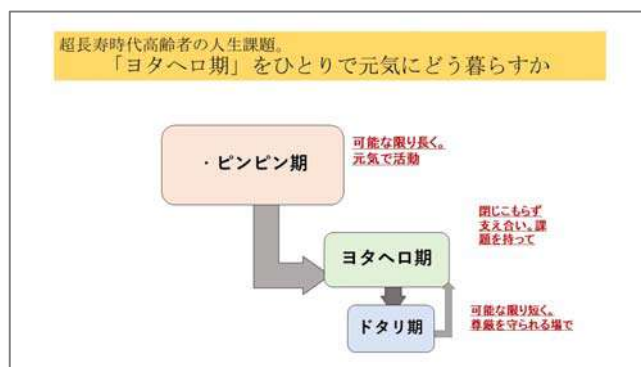 超長寿時代高齢者の人生課題。
「ヨタヘロ期」をひとりで元気にどう暮らすか
・ピンピン期
可能な限り長く。
元気で活動
閉じこもらず
支え合い。課
題を持って
ヨタヘロ期
可能な限り短く。
尊厳を守られる場で
ドタリ期